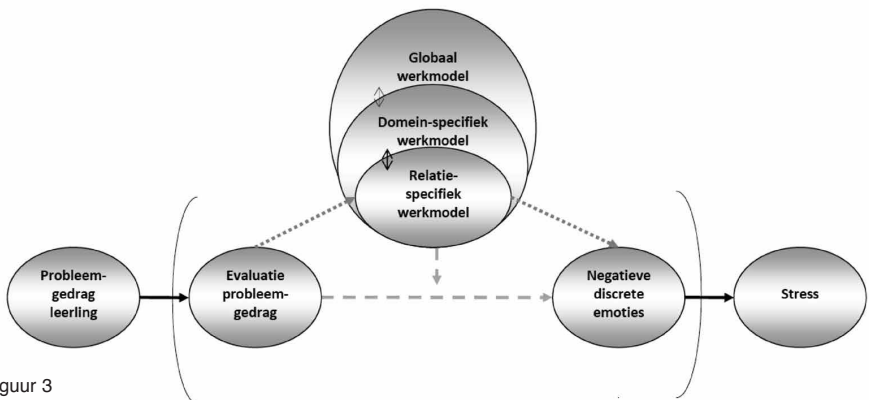 Globaal
werkmodel
Domein-specifiek
werkmodel
Relatie-
specifiek
werkmodel
Probleem-
gedrag
leerling
Evaluatie
probleem-
gedrag
Negatieve
discrete
emoties
Stress
guur 3